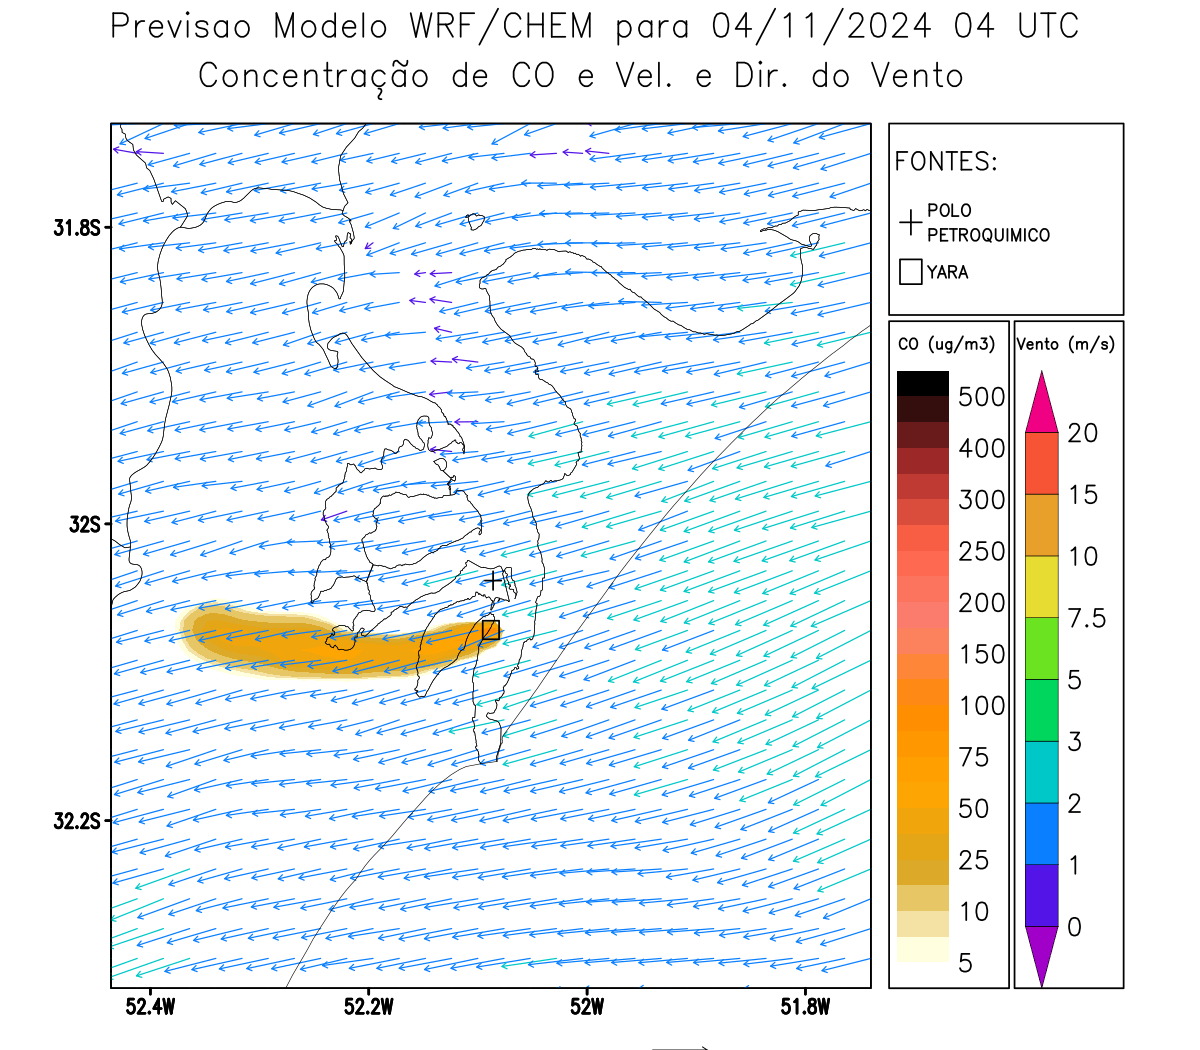 Previsao Modelo WRF/CHEM para 04/11/2024 04 UTC
Concentração de CO e Vel. e Dir. do Vento
FONTES:
POLO
PETROQUIMICO
YARA
CO (ug/m3)
500
400
300
250
200
150
100
75
50
25
10
5
Vento (m/s)
20
15
10
7.5
5
3
2
1
0
31.8S
32S
32.2S
52.4W
52.2W
52W
51.8W